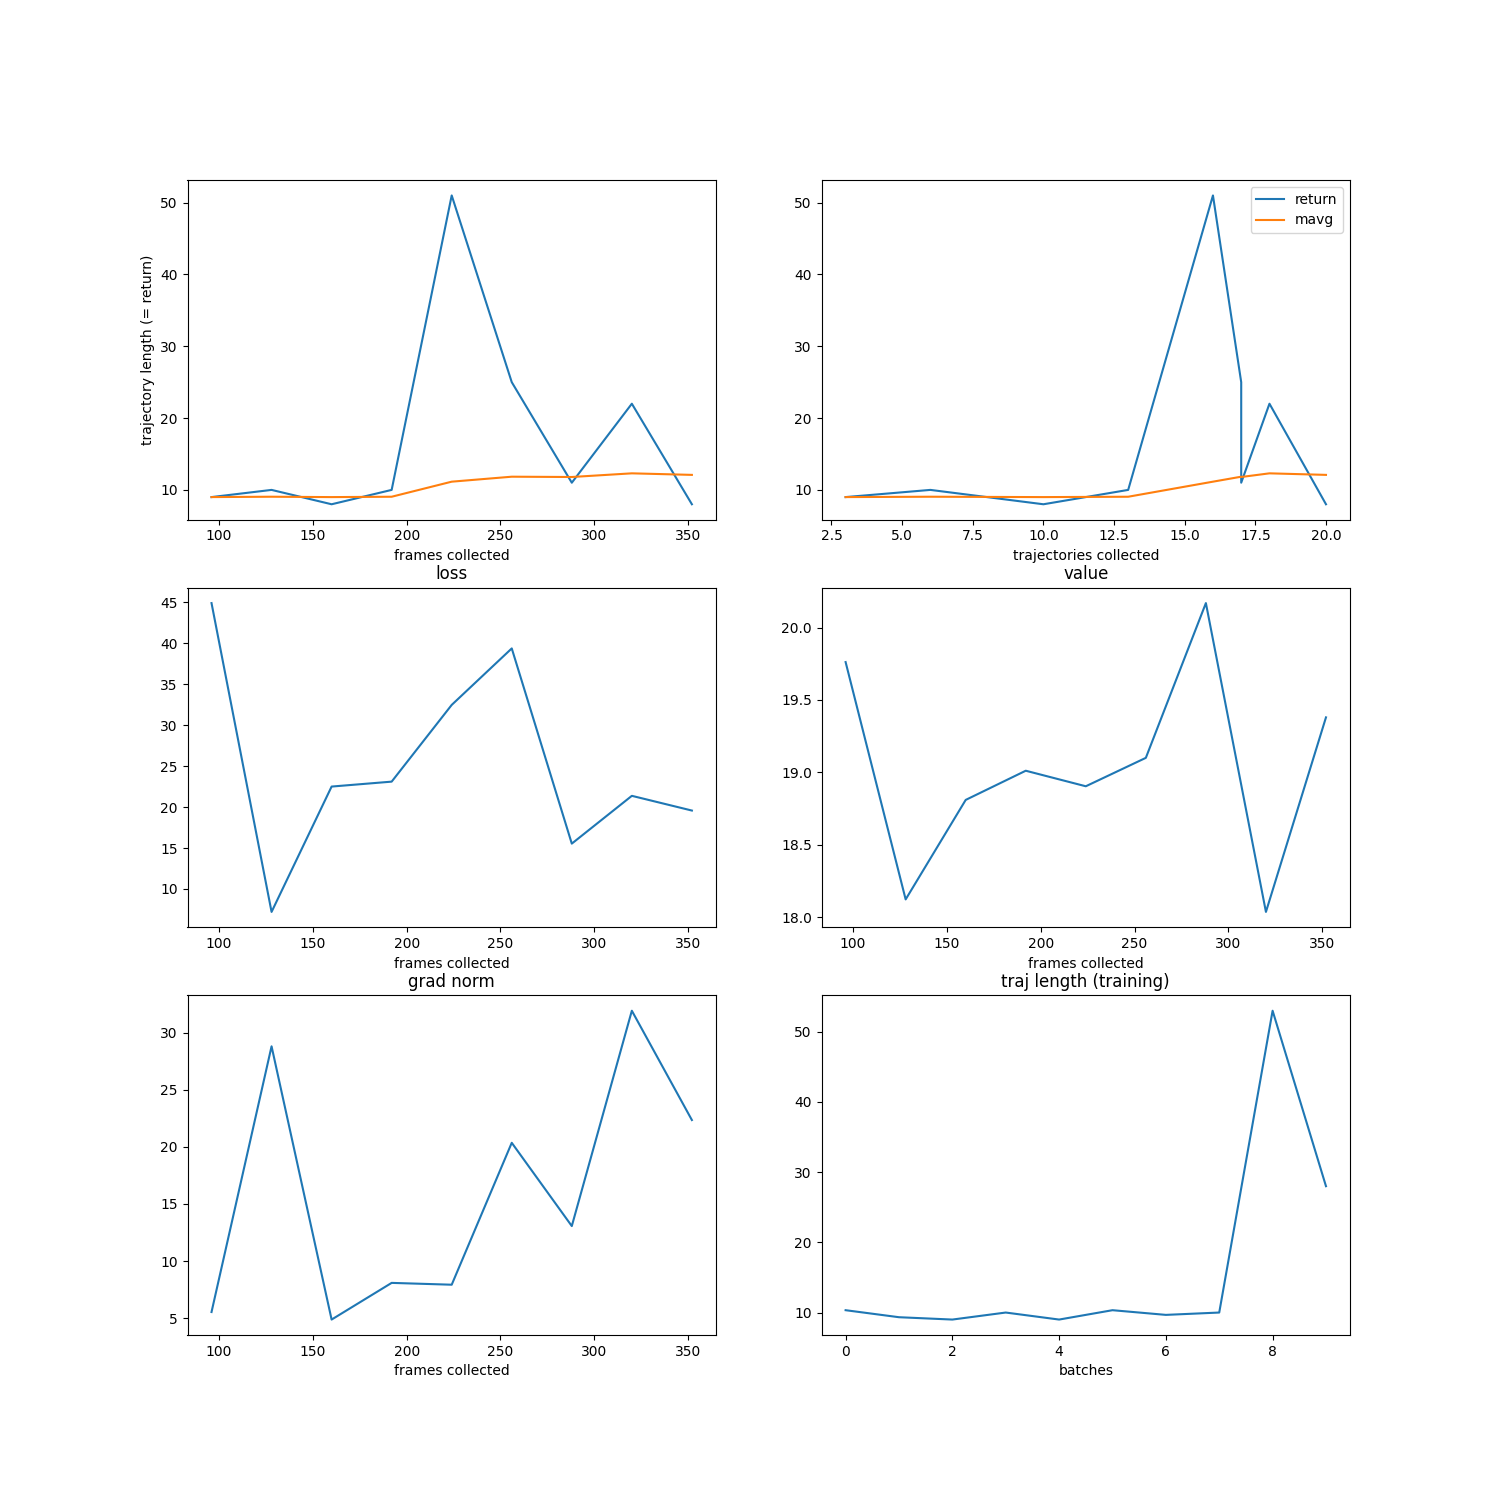 50
40
30
20
10
trajectory length (= return)
100 150 200 250 300 350
frames collected
return
mavg
50
40
30
20
10
2.5 5.0 7.5 10.0 12.5 15.0 17.5 20.0
trajectories collected
loss
45
40
35
30
25
20
15
10
100 150 200 250 300 350
frames collected
value
20.0
19.5
19.0
18.5
18.0
100 150 200 250 300 350
frames collected
grad norm
30
25
20
15
10
5
100 150 200 250 300 350
frames collected
traj length (training)
50
40
30
20
10
0 2 4 6 8
batches